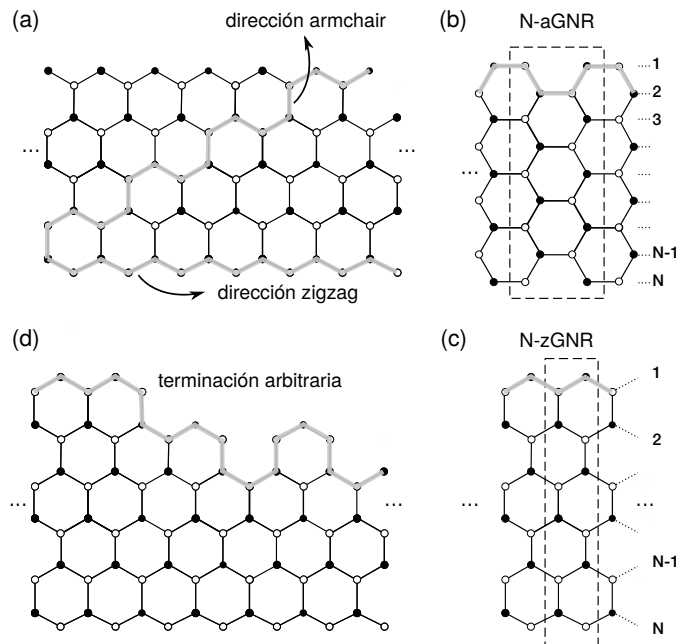 (a)
dirección armchair
...
...
dirección zigzag
(b)
N-aGNR
1
2
3
...
N-1
N
(d)
terminación arbitraria
...
...
(c)
N-zGNR
1
2
...
...
N-1
N